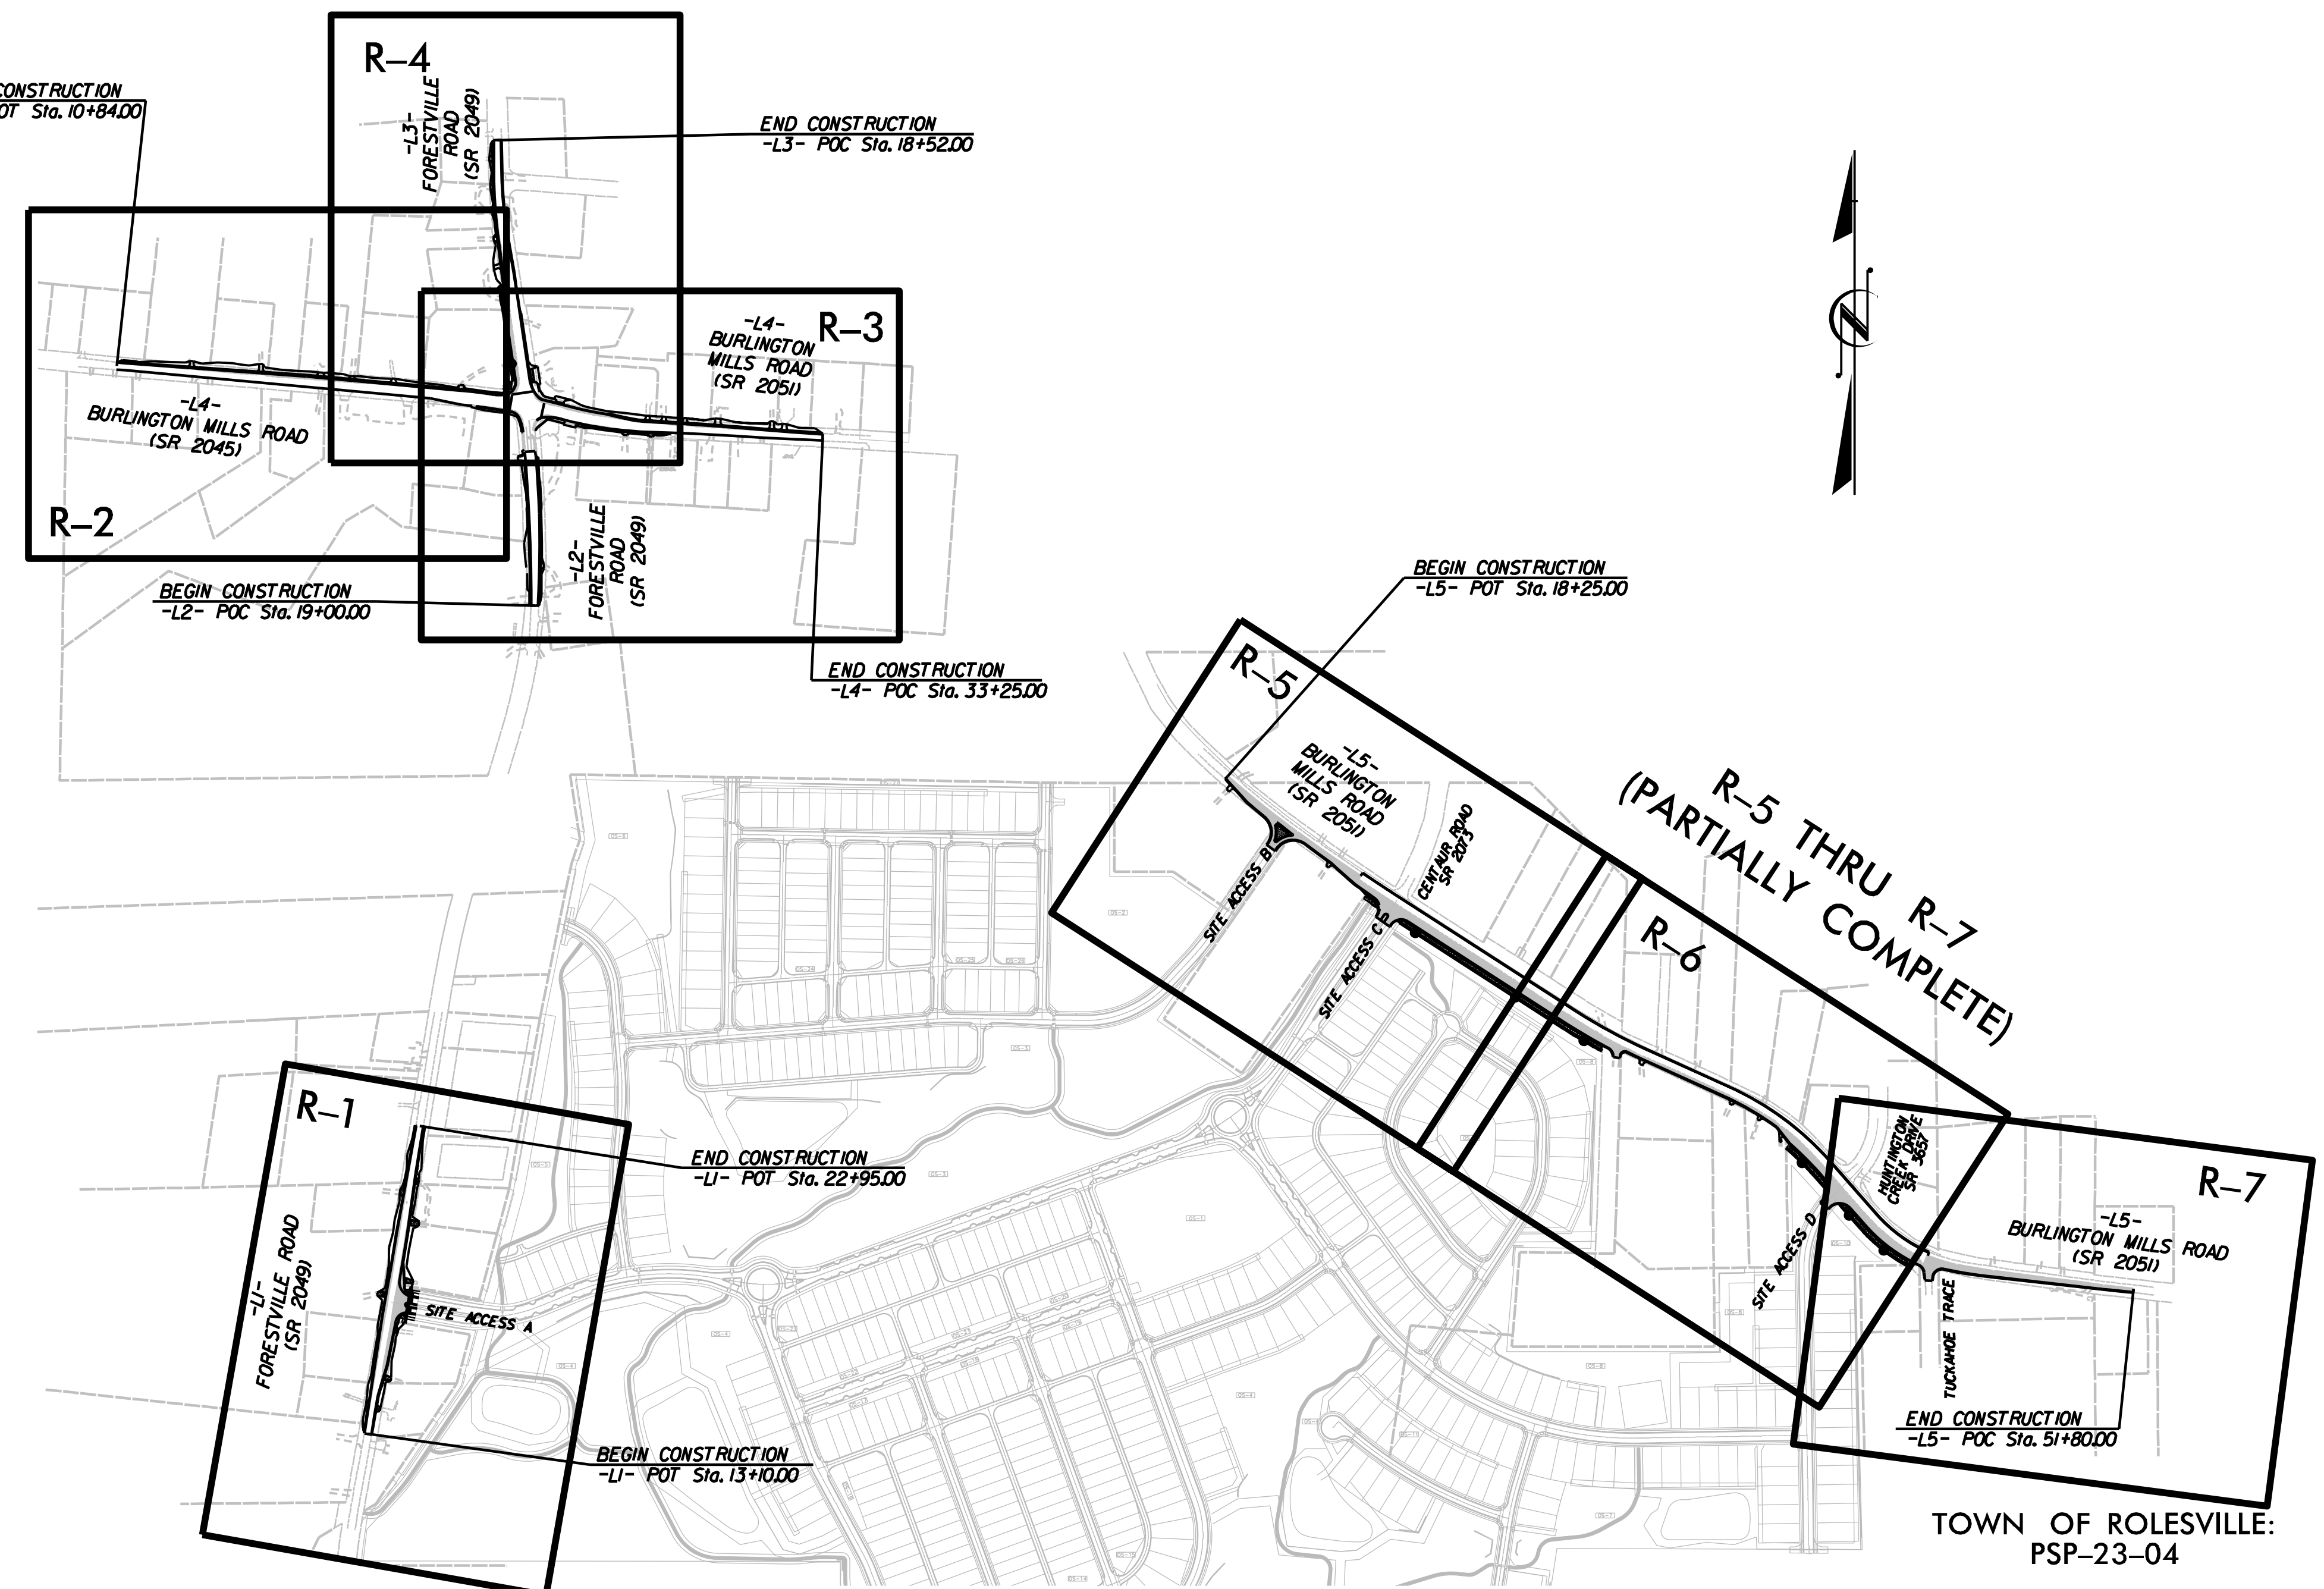 R-4
-L3-
FORESTVILLE
ROAD
(SR 2049)
CONSTRUCTION
OT Sta. 10+84.00
END CONSTRUCTION
-L3- POC Sta. 18+52.00
R-3
-L4-
BURLINGTON
MILLS ROAD
(SR 2051)
-L4-
BURLINGTON MILLS ROAD
(SR 2045)
R-2
-L2-
FORESTVILLE
ROAD
(SR 2049)
BEGIN CONSTRUCTION
-L2- POC Sta. 19+00.00
END CONSTRUCTION
-L4- POC Sta. 33+25.00
N
BEGIN CONSTRUCTION
-L5- POT Sta. 18+25.00
R-5
-L5-
BURLINGTON
MILLS ROAD
(SR 2051)
CENTAUR ROAD
SR 2073
SITE ACCESS B
SITE ACCESS C
R-5 THRU R-7
(PARTIALLY COMPLETE)
R-6
HUNTINGTON
CREEK DRIVE
SR 3657
R-7
-L5-
BURLINGTON MILLS ROAD
(SR 2051)
SITE ACCESS D
TUCKAHOE TRACE
END CONSTRUCTION
-L5- POC Sta. 51+80.00
R-1
END CONSTRUCTION
-L1- POT Sta. 22+95.00
-L1-
FORESTVILLE ROAD
(SR 2049)
SITE ACCESS A
BEGIN CONSTRUCTION
-L1- POT Sta. 13+10.00
TOWN OF ROLESVILLE:
PSP-23-04